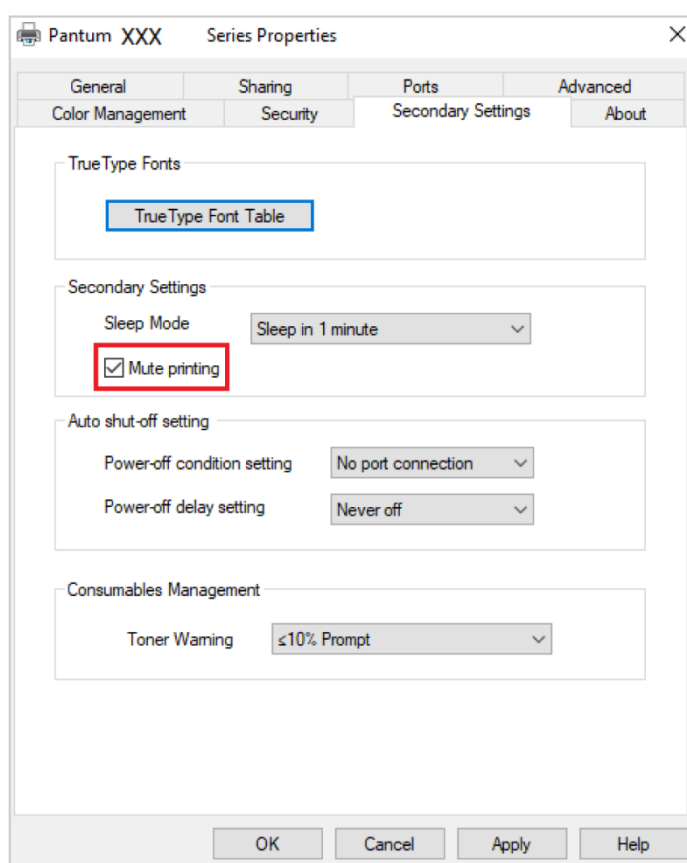 Pantum XXX Series Properties
General Sharing Ports Advanced
Color Management Security Secondary Settings About
TrueType Fonts
TrueType Font Table
Secondary Settings
Sleep Mode Sleep in 1 minute
Mute printing
Auto shut-off setting
Power-off condition setting No port connection
Power-off delay setting Never off
Consumables Management
Toner Warning ≤10% Prompt
OK Cancel Apply Help